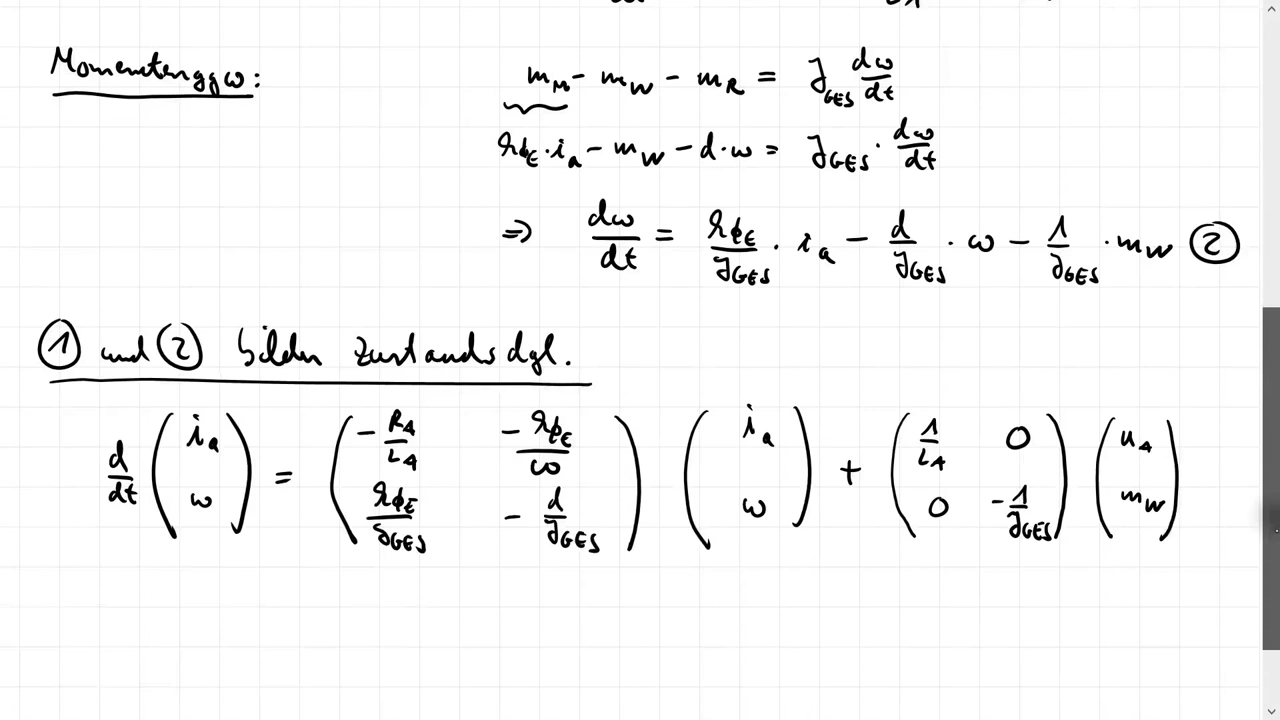 Momentenggw:
m_M - m_W - m_R = J_GES dω/dt
kϕ_E · i_a - m_W - d · ω = J_GES · dω/dt
⇒ dω/dt = kϕ_E/J_GES · i_a - d/J_GES · ω - 1/J_GES · m_W ②
① und ② bilden Zustandsdgl.
d/dt (i_a ; ω) = (-R_A/L_A  -kϕ_E/ω ; kϕ_E/J_GES  -d/J_GES) (i_a ; ω) + (1/L_A  0 ; 0  -1/J_GES) (u_A ; m_W)